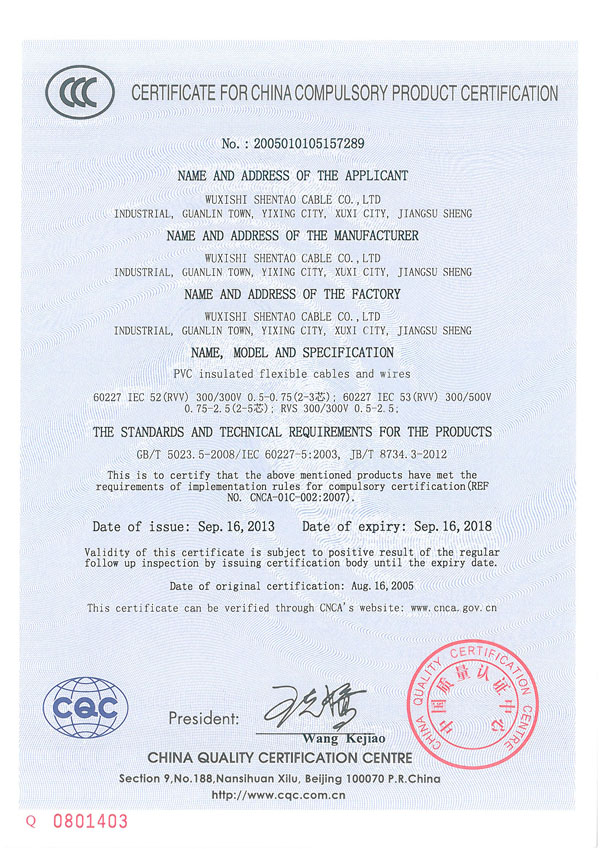 CCC
CERTIFICATE FOR CHINA COMPULSORY PRODUCT CERTIFICATION
No. : 2005010105157289
NAME AND ADDRESS OF THE APPLICANT
WUXISHI SHENTAO CABLE CO.,LTD
INDUSTRIAL, GUANLIN TOWN, YIXING CITY, XUXI CITY, JIANGSU SHENG
NAME AND ADDRESS OF THE MANUFACTURER
WUXISHI SHENTAO CABLE CO.,LTD
INDUSTRIAL, GUANLIN TOWN, YIXING CITY, XUXI CITY, JIANGSU SHENG
NAME AND ADDRESS OF THE FACTORY
WUXISHI SHENTAO CABLE CO.,LTD
INDUSTRIAL, GUANLIN TOWN, YIXING CITY, XUXI CITY, JIANGSU SHENG
NAME, MODEL AND SPECIFICATION
PVC insulated flexible cables and wires
60227 IEC 52(RVV) 300/300V 0.5-0.75(2-3芯); 60227 IEC 53(RVV) 300/500V
0.75-2.5(2-5芯); RVS 300/300V 0.5-2.5;
THE STANDARDS AND TECHNICAL REQUIREMENTS FOR THE PRODUCTS
GB/T 5023.5-2008/IEC 60227-5:2003, JB/T 8734.3-2012
This is to certify that the above mentioned products have met the
requirements of implementation rules for compulsory certification(REF
NO. CNCA-01C-002:2007).
Date of issue: Sep.16,2013 Date of expiry: Sep.16,2018
Validity of this certificate is subject to positive result of the regular
follow up inspection by issuing certification body until the expiry date.
Date of original certification: Aug.16,2005
This certificate can be verified through CNCA's website: www.cnca.gov.cn
CHINA QUALITY CERTIFICATION CENTRE
中国质量认证中心
CQC
President: 王克娇
Wang Kejiao
CHINA QUALITY CERTIFICATION CENTRE
Section 9,No.188,Nansihuan Xilu, Beijing 100070 P.R.China
http://www.cqc.com.cn
Q 0801403